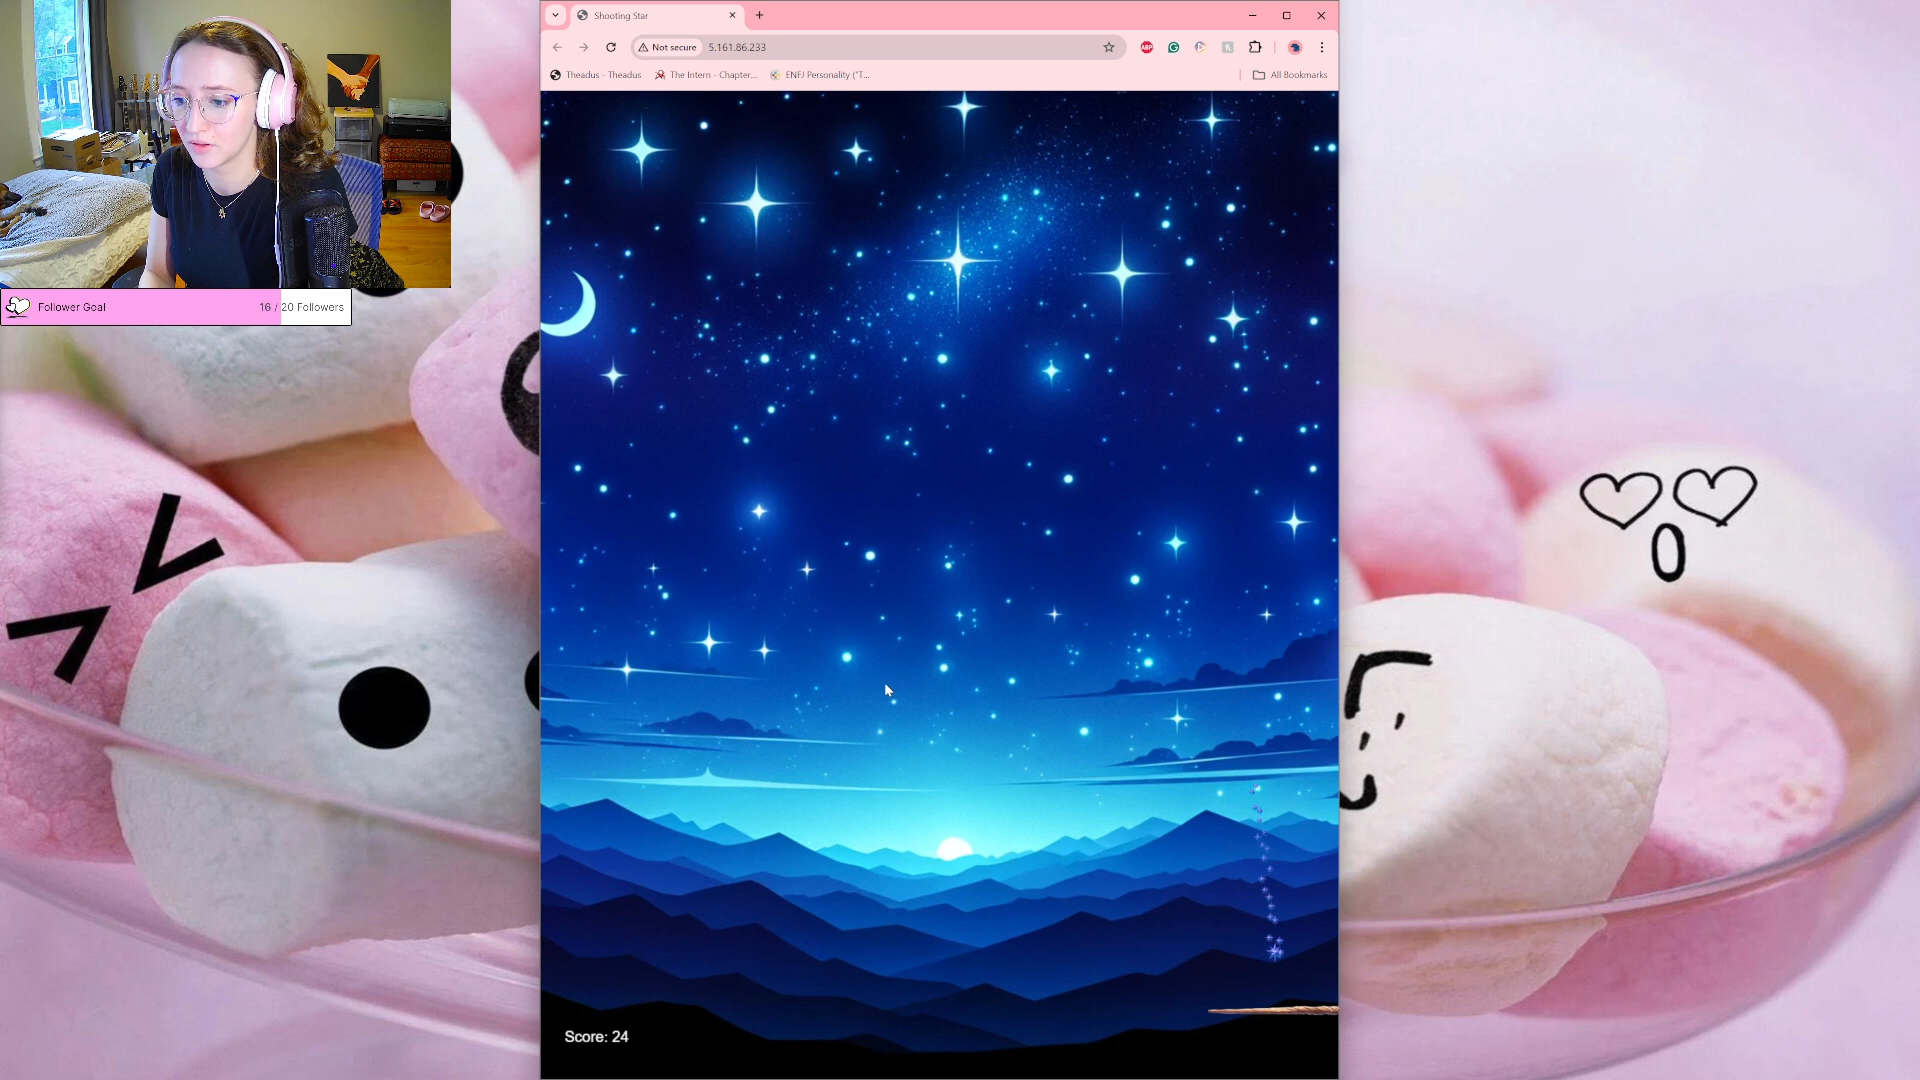 Shooting Star
Not secure
5.161.86.233
Theadus - Theadus
The Intern - Chapter...
ENFJ Personality ("T...
All Bookmarks
Follower Goal
16 / 20 Followers
Score: 24